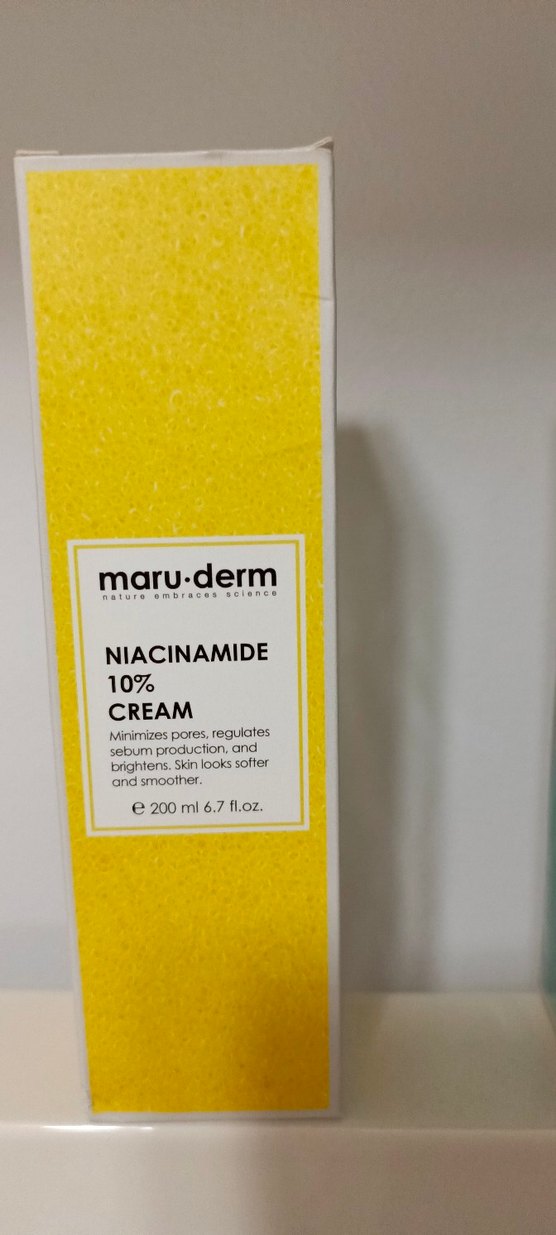 maru·derm
nature embraces science
NIACINAMIDE
10%
CREAM
Minimizes pores, regulates
sebum production, and
brightens. Skin looks softer
and smoother.
℮ 200 ml 6.7 fl.oz.